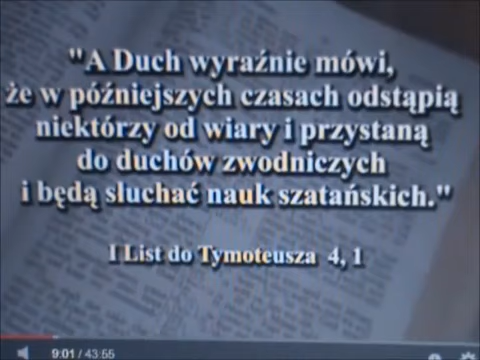 "A Duch wyraźnie mówi,
że w późniejszych czasach odstąpią
niektórzy od wiary i przystaną
do duchów zwodniczych
i będą słuchać nauk szatańskich."
I List do Tymoteusza 4, 1
9:01 / 43:55